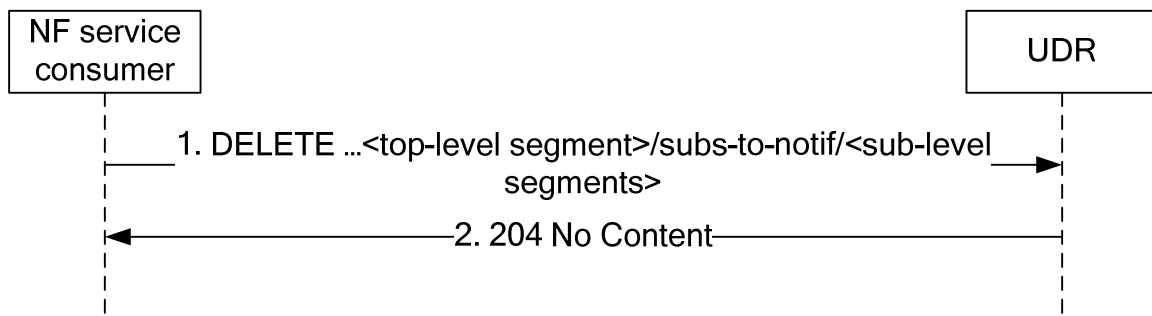 NF service
consumer
UDR
1. DELETE ...<top-level segment>/subs-to-notif/<sub-level
segments>
2. 204 No Content